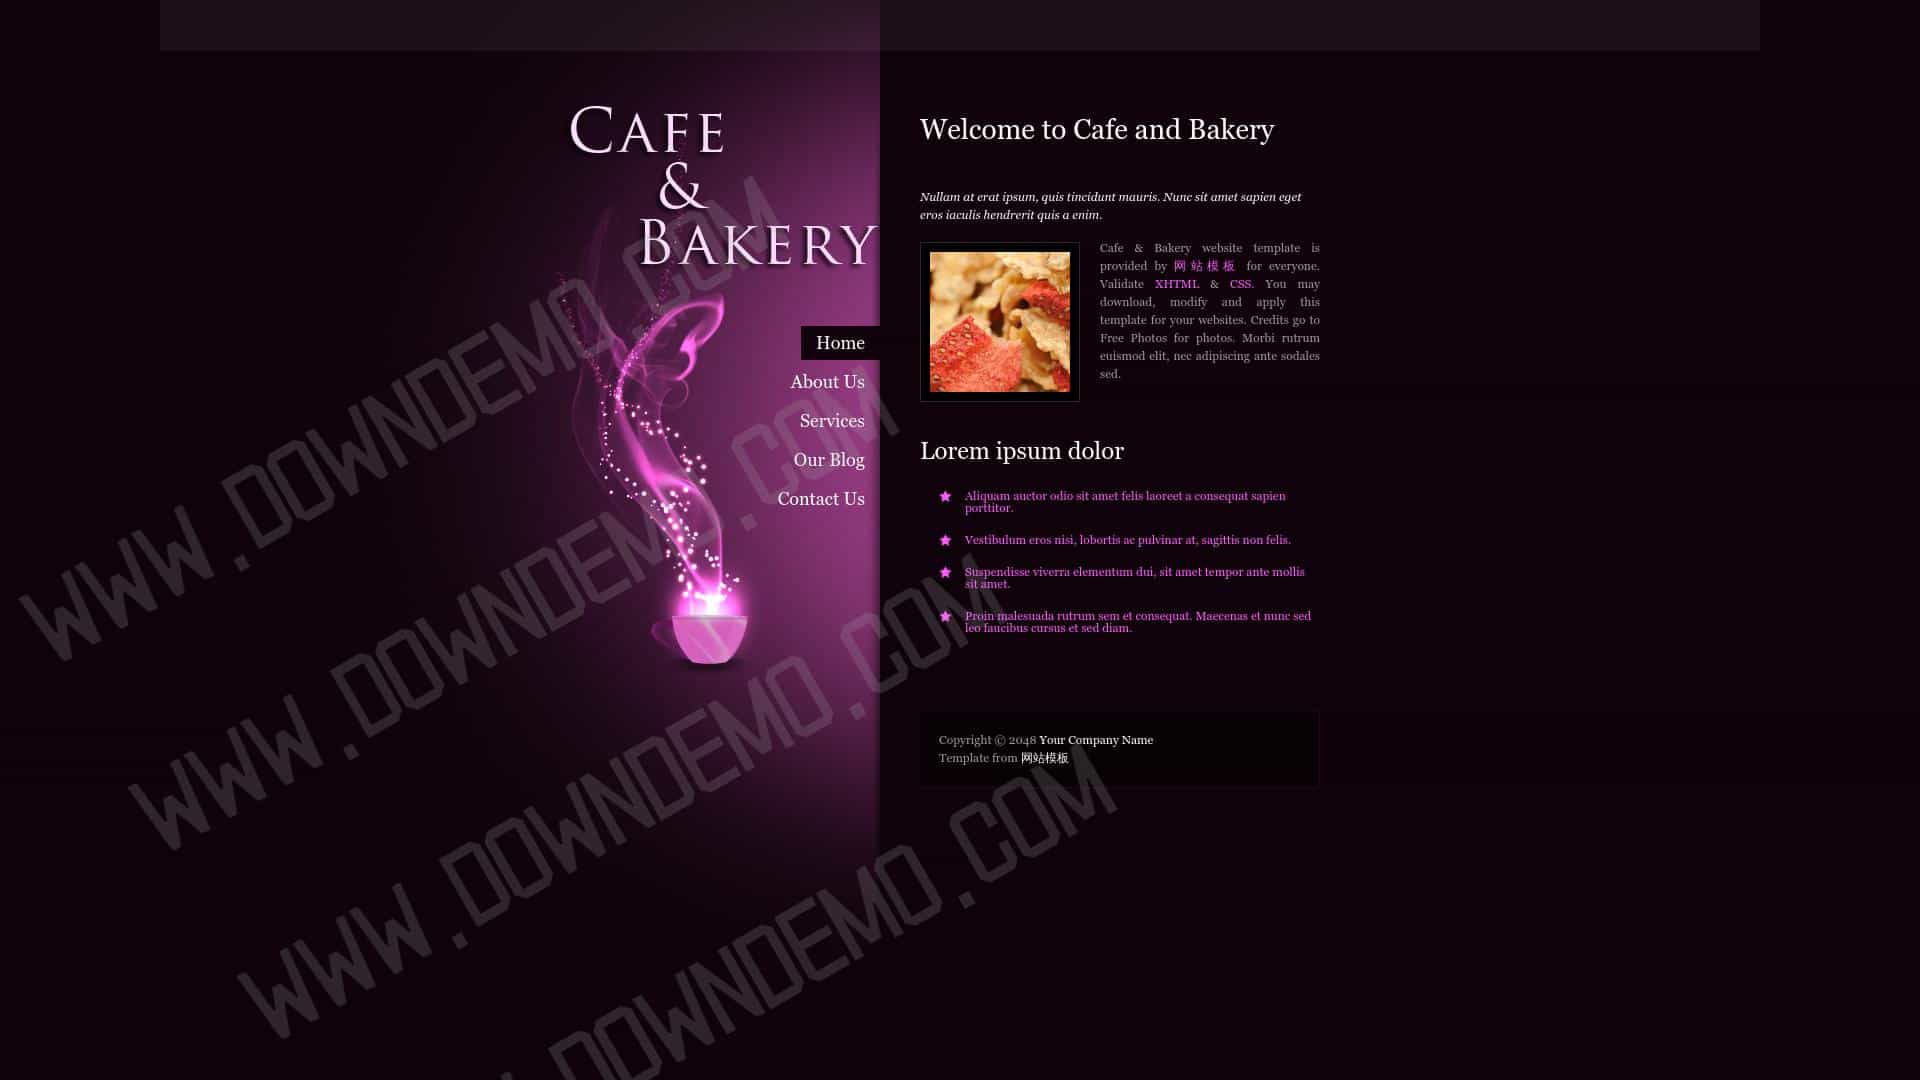 CAFE
&
BAKERY
Home
About Us
Services
Our Blog
Contact Us
Welcome to Cafe and Bakery
Nullam at erat ipsum, quis tincidunt mauris. Nunc sit amet sapien eget
eros iaculis hendrerit quis a enim.
Cafe & Bakery website template is
provided by 网站模板 for everyone.
Validate XHTML & CSS. You may
download, modify and apply this
template for your websites. Credits go to
Free Photos for photos. Morbi rutrum
euismod elit, nec adipiscing ante sodales
sed.
Lorem ipsum dolor
Aliquam auctor odio sit amet felis laoreet a consequat sapien
porttitor.
Vestibulum eros nisi, lobortis ac pulvinar at, sagittis non felis.
Suspendisse viverra elementum dui, sit amet tempor ante mollis
sit amet.
Proin malesuada rutrum sem et consequat. Maecenas et nunc sed
leo faucibus cursus et sed diam.
Copyright © 2048 Your Company Name
Template from 网站模板
WWW.DOWNDEMO.COM
WWW.DOWNDEMO.COM
WWW.DOWNDEMO.COM
DOWNDEMO.COM